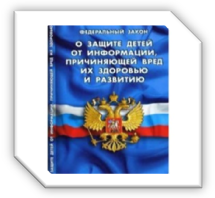 ФЕДЕРАЛЬНЫЙ ЗАКОН
О ЗАЩИТЕ ДЕТЕЙ
ОТ ИНФОРМАЦИИ,
ПРИЧИНЯЮЩЕЙ ВРЕД
ИХ ЗДОРОВЬЮ
И РАЗВИТИЮ